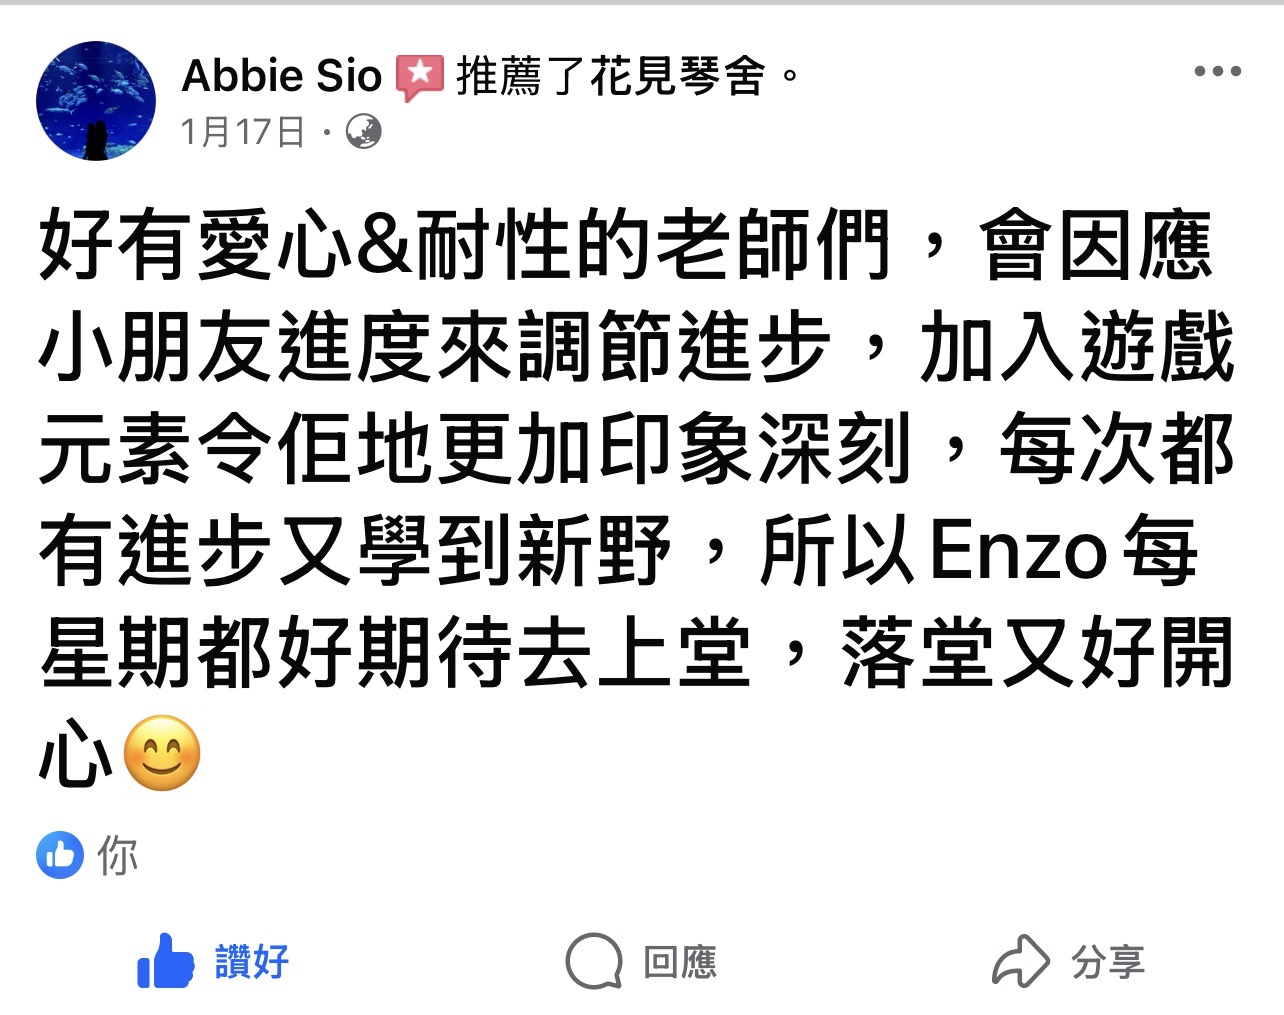 Abbie Sio 推薦了花見琴舍。
1月17日 ·
好有愛心&耐性的老師們，會因應
小朋友進度來調節進步，加入遊戲
元素令佢地更加印象深刻，每次都
有進步又學到新野，所以Enzo每
星期都好期待去上堂，落堂又好開
心😊
你
讚好
回應
分享